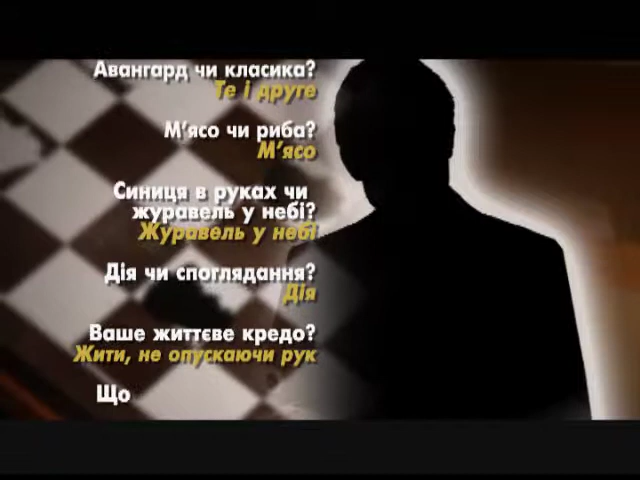 Авангард чи класика?
Те і друге
М'ясо чи риба?
М'ясо
Синиця в руках чи
журавель у небі?
Журавель у небі
Дія чи споглядання?
Дія
Ваше життєве кредо?
Жити, не опускаючи рук
Що